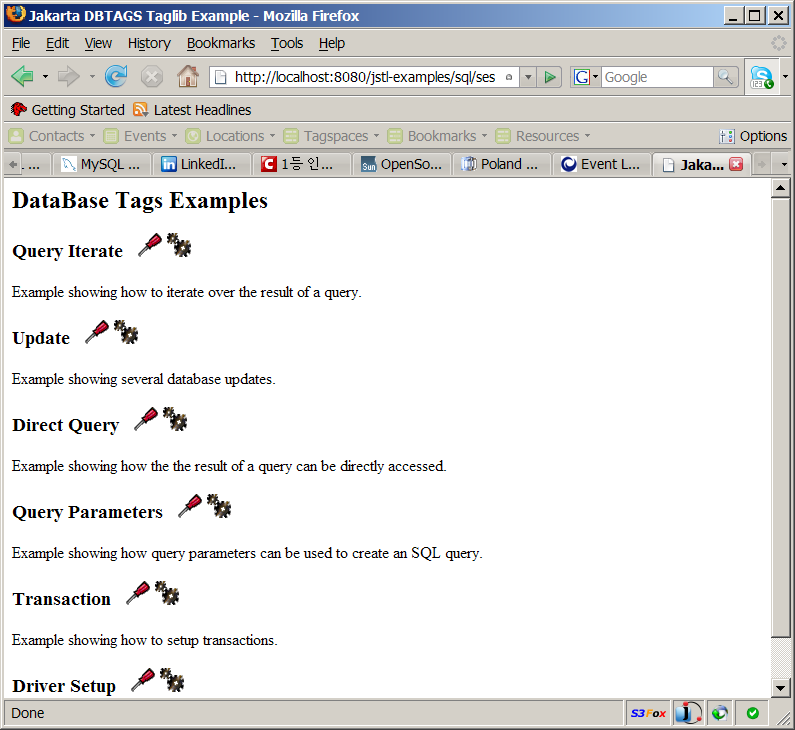 Jakarta DBTAGS Taglib Example - Mozilla Firefox
File Edit View History Bookmarks Tools Help
http://localhost:8080/jstl-examples/sql/ses
G Google
Getting Started Latest Headlines
Contacts Events Locations Tagspaces Bookmarks Resources Options
... MySQL ... LinkedI... 1등 인... OpenSo... Poland ... Event L... Jaka...
DataBase Tags Examples
Query Iterate
Example showing how to iterate over the result of a query.
Update
Example showing several database updates.
Direct Query
Example showing how the the result of a query can be directly accessed.
Query Parameters
Example showing how query parameters can be used to create an SQL query.
Transaction
Example showing how to setup transactions.
Driver Setup
Done S3Fox